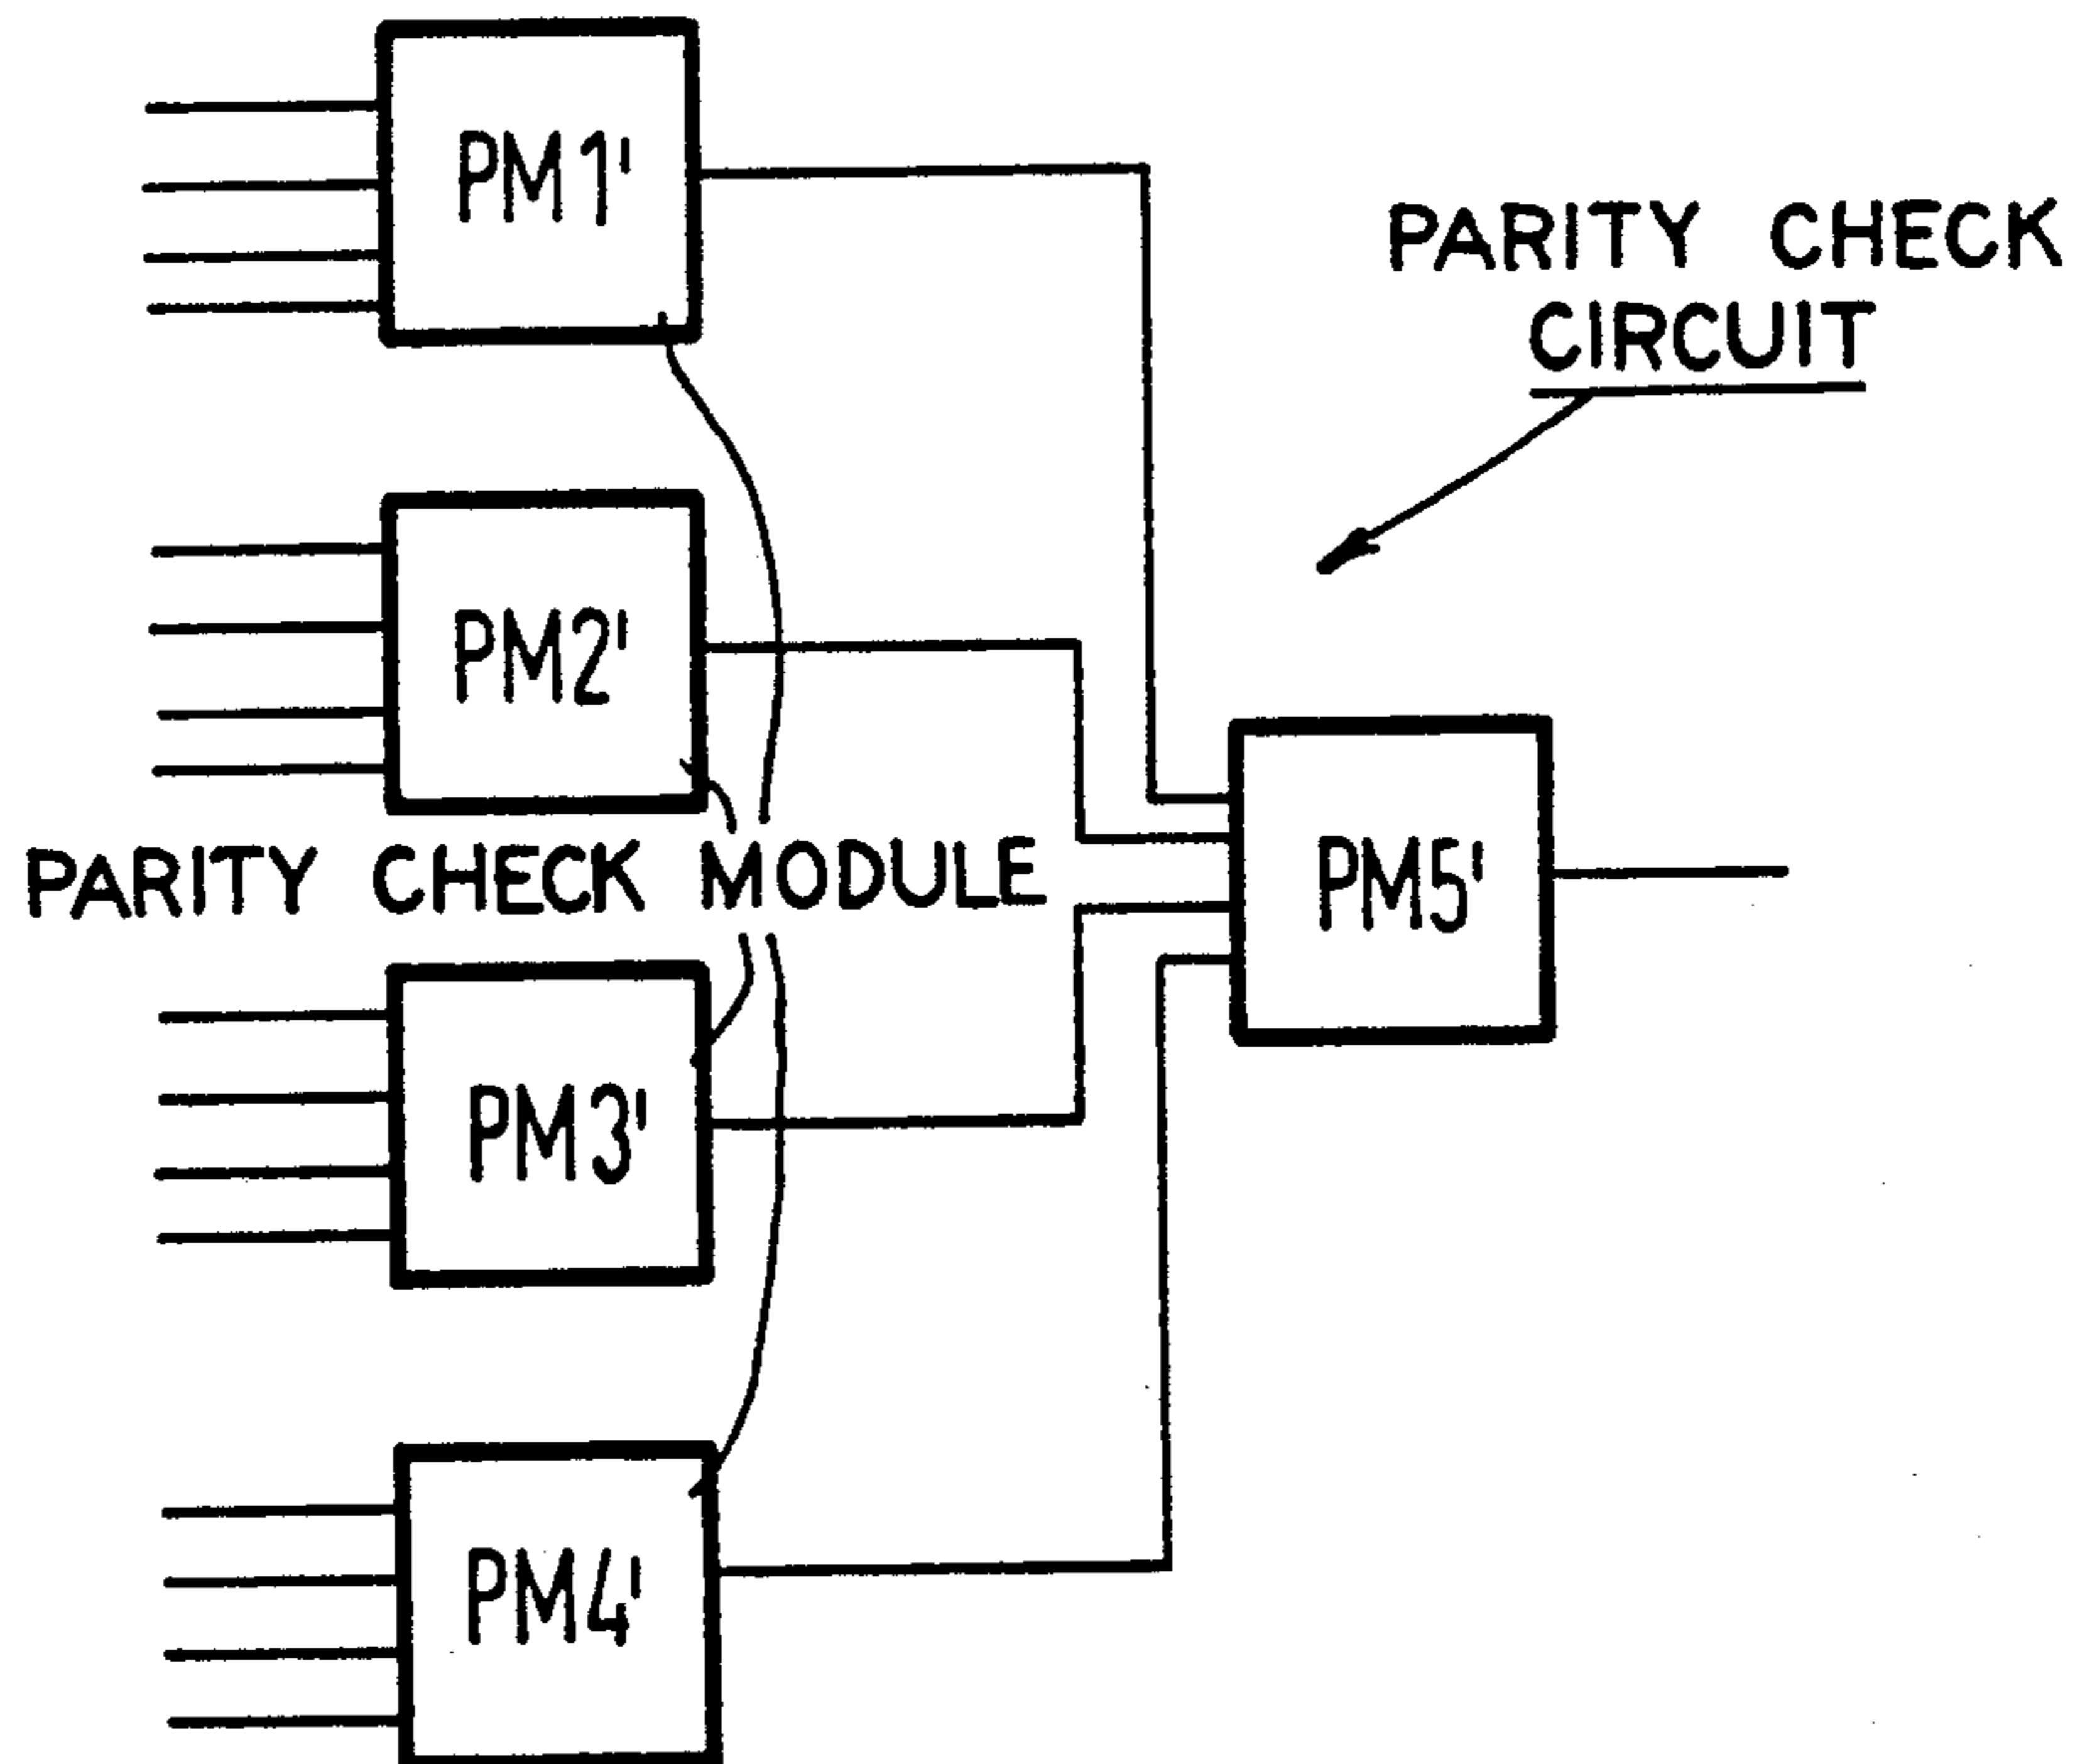 PM1'
PARITY CHECK
CIRCUIT
PM2'
PARITY CHECK MODULE
PM5'
PM3'
PM4'